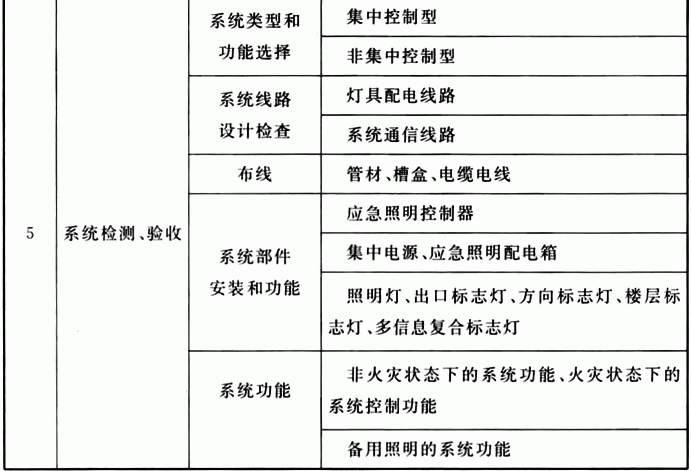 系统类型和
功能选择
集中控制型
非集中控制型
系统线路
设计检查
灯具配电线路
系统通信线路
布线
管材、槽盒、电缆电线
5
系统检测、验收
系统部件
安装和功能
应急照明控制器
集中电源、应急照明配电箱
照明灯、出口标志灯、方向标志灯、楼层标
志灯、多信息复合标志灯
系统功能
非火灾状态下的系统功能、火灾状态下的
系统控制功能
备用照明的系统功能